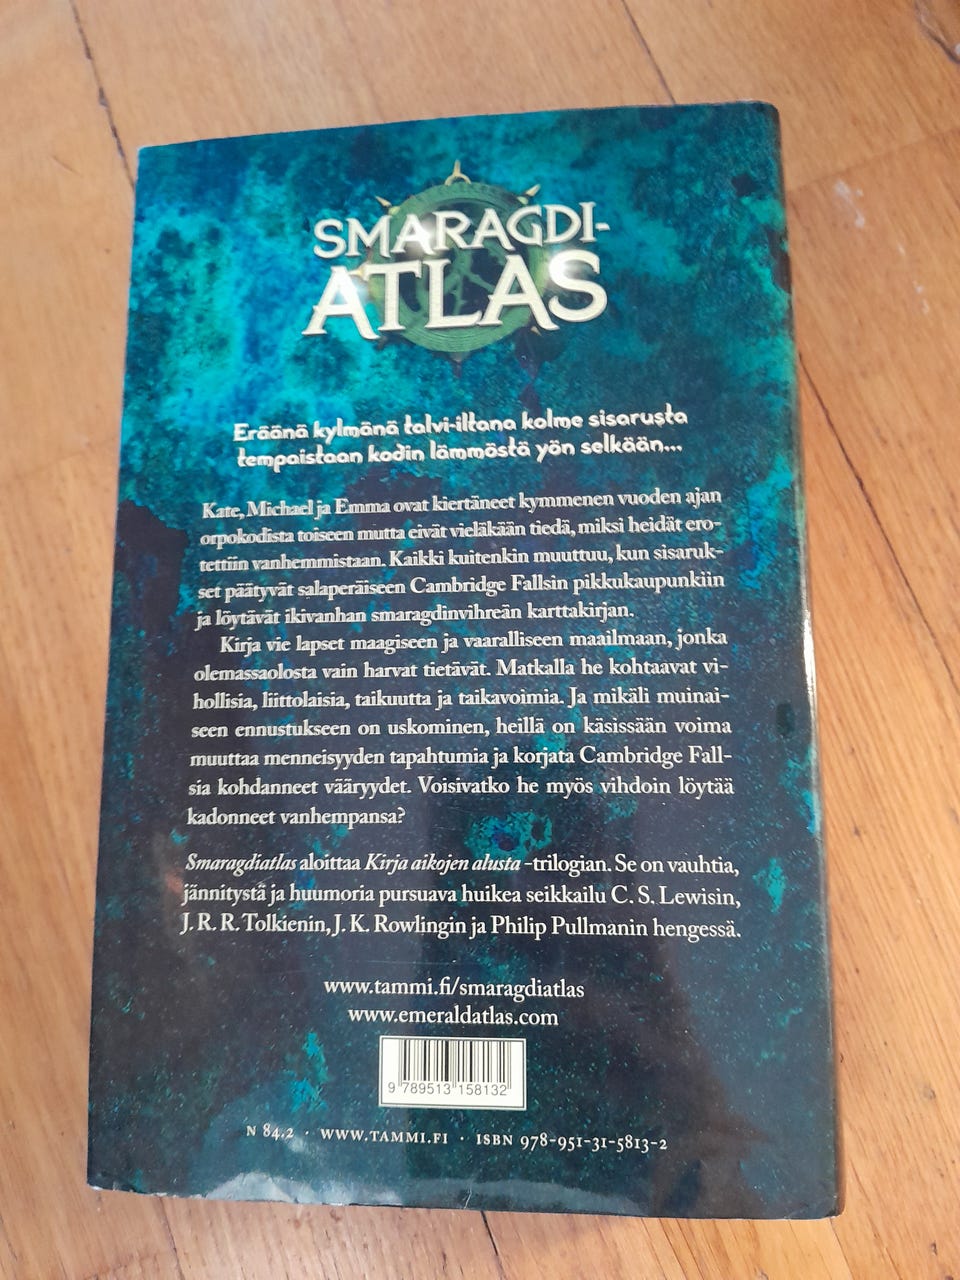 SMARAGDI-
ATLAS
Eräänä kylmänä talvi-iltana kolme sisarusta
tempaistaan kodin lämmöstä yön selkään...
Kate, Michael ja Emma ovat kiertäneet kymmenen vuoden ajan
orpokodista toiseen mutta eivät vieläkään tiedä, miksi heidät ero-
tettiin vanhemmistaan. Kaikki kuitenkin muuttuu, kun sisaruk-
set päätyvät salaperäiseen Cambridge Fallsin pikkukaupunkiin
ja löytävät ikivanhan smaragdinvihreän karttakirjan.
Kirja vie lapset maagiseen ja vaaralliseen maailmaan, jonka
olemassaolosta vain harvat tietävät. Matkalla he kohtaavat vi-
hollisia, liittolaisia, taikuutta ja taikavoimia. Ja mikäli muinai-
seen ennustukseen on uskominen, heillä on käsissään voima
muuttaa menneisyyden tapahtumia ja korjata Cambridge Fall-
sia kohdanneet vääryydet. Voisivatko he myös vihdoin löytää
kadonneet vanhempansa?
Smaragdiatlas aloittaa Kirja aikojen alusta -trilogian. Se on vauhtia,
jännitystä ja huumoria pursuava huikea seikkailu C. S. Lewisin,
J. R. R. Tolkienin, J. K. Rowlingin ja Philip Pullmanin hengessä.
www.tammi.fi/smaragdiatlas
www.emeraldatlas.com
9 789513 158132
N 84.2 · WWW.TAMMI.FI · ISBN 978-951-31-5813-2